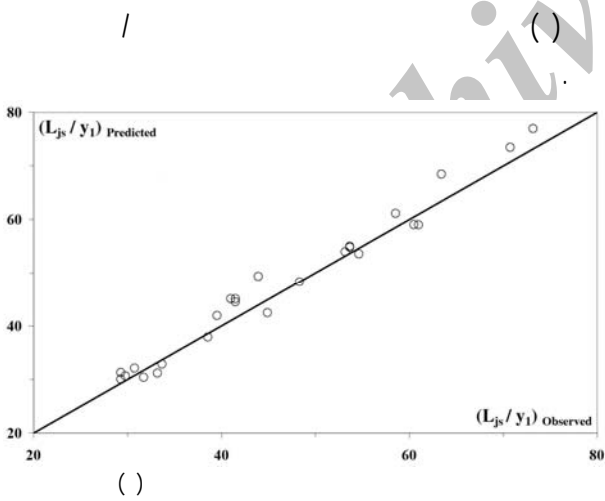 / ( )
.
80
(Ljs / y1) Predicted
60
40
(Ljs / y1) Observed
20
20 40 60 80
( )